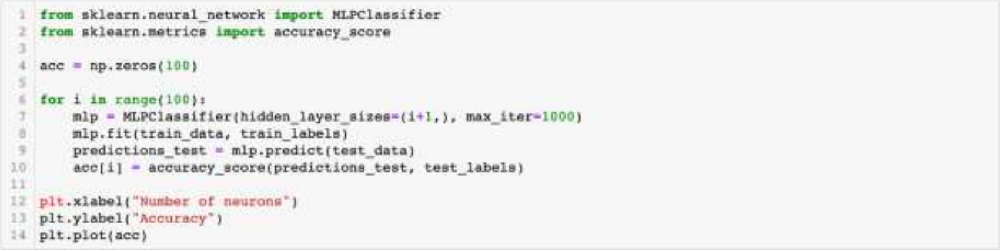 1 from sklearn.neural_network import MLPClassifier
2 from sklearn.metrics import accuracy_score
3
4 acc = np.zeros(100)
5
6 for i in range(100):
7     mlp = MLPClassifier(hidden_layer_sizes=(i+1,), max_iter=1000)
8     mlp.fit(train_data, train_labels)
9     predictions_test = mlp.predict(test_data)
10     acc[i] = accuracy_score(predictions_test, test_labels)
11
12 plt.xlabel("Number of neurons")
13 plt.ylabel("Accuracy")
14 plt.plot(acc)